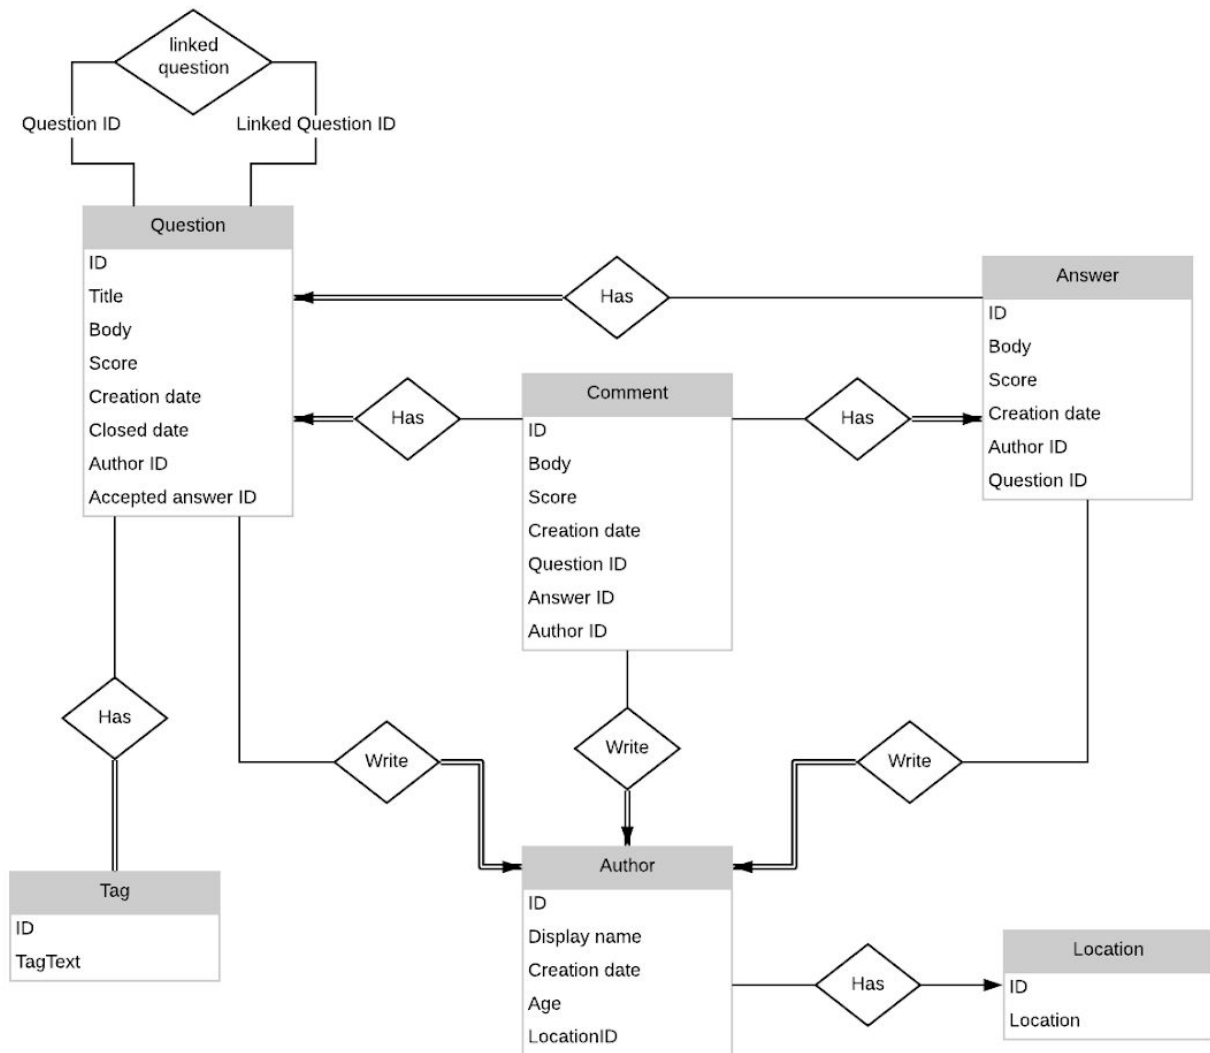 linked
question
Question ID
Linked Question ID
Question
ID
Title
Body
Score
Creation date
Closed date
Author ID
Accepted answer ID
Has
Answer
ID
Body
Score
Creation date
Author ID
Question ID
Has
Comment
ID
Body
Score
Creation date
Question ID
Answer ID
Author ID
Has
Has
Write
Write
Write
Tag
ID
TagText
Author
ID
Display name
Creation date
Age
LocationID
Has
Location
ID
Location